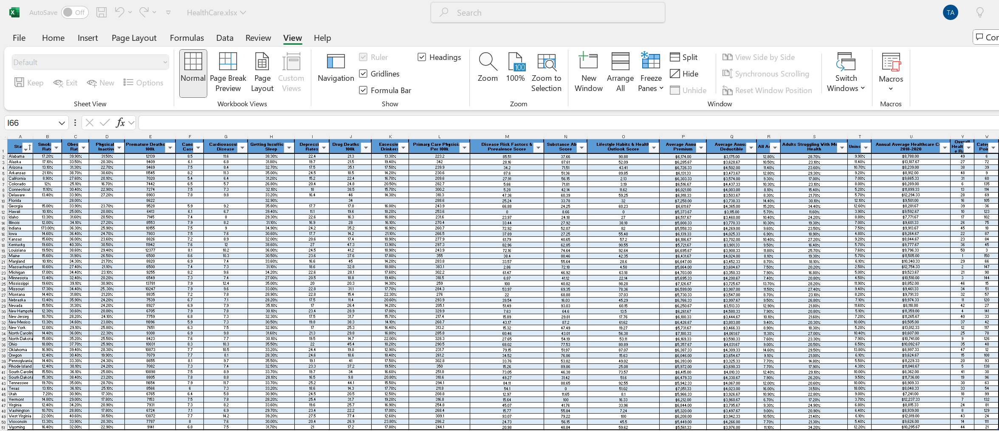 AutoSave Off HealthCare.xlsx Search TA
File Home Insert Page Layout Formulas Data Review View Help Cor
Default
Keep Exit New Options
Sheet View
Normal Page Break Preview Page Layout Custom Views
Workbook Views
Navigation Ruler Gridlines Formula Bar Headings
Show
Zoom 100 100% Zoom to Selection
Zoom
New Window Arrange All Freeze Panes Split Hide Unhide View Side by Side Synchronous Scrolling Reset Window Position Switch Windows
Window
Macros
Macros
I66 fx
A B C D E F G H I J K L M N O P Q R S T U V W
1 Sta Smoki Rat Obes Rat Physical Inactiv Premature Deaths 100k Canc Case Cardiovascul Disease Getting Insuffic Sleep Depressi Rates Drug Deaths 100k Excessiv Drinkers Primary Care Physicia Per 100k Disease Risk Factors & Prevalence Score Substance Ab Score Lifestyle Habits & Health Outlook Score Average Annu Premium Average Annu Deductible All A Adults Struggling With Me Health Unins Annual Average Healthcare C 2018-2020 Overall Healt e Ra Cate Poi
2 Alabama 17.20% 39.90% 31.50% 12139 8.5 11.6 38.30% 22.4 21.3 13.30% 223.2 85.51 37.66 90.88 $6,174.00 $3,175.00 12.80% 28.70% 9.90% $8,788.00 49 6
3 Alaska 17.10% 33.50% 20.30% 9409 6.1 6.8 31.80% 19.7 21.5 19.40% 342 28.16 87.61 52.09 $6,285.67 $3,628.67 10.50% 23.10% 11.40% $13,187.67 27 72
4 Arizona 13.10% 31.30% 22.70% 9469 7.5 8.4 32.70% 17.5 35.1 17.50% 239.9 34.2 71.51 43.41 $6,726.33 $4,502.00 11.40% 23.60% 10.70% $8,239.00 38 39
5 Arkansas 21.10% 38.70% 30.60% 11545 8.2 11.3 35.00% 24.5 18.5 14.20% 230.6 87.6 51.36 89.85 $6,131.33 $3,473.67 12.80% 29.30% 9.20% $8,912.00 48 9
6 California 8.90% 27.60% 20.10%. 7020 5.4 6.4 31.20% 15.2 22.4 16.70% 209.6 27.91 56.15 2.13 $6,303.33 $3,574.00 9.30% 17.00% 7.00% $9,665.33 31 60
7 Colorado 12% 25.10% 16.70% 7442 6.5 5.7 26.80% 20.4 24.8 20.50% 282.7 5.66 71.81 3.19 $6,516.67 $4,437.33 10.30% 23.10% 8.00% $8,289.00 6 135
8 Connecticut 11.10% 30.40% 22.90% 7274 7.5 7.3 32.10% 18 38.5 15.70% 300.2 5.28 42.14 11.62 $6,021.00 $4,003.00 8.10% 15.40% 5.20% $11,899.33 13 114
9 Delaware 13.40% 33.90% 27.20% 8903 7.8 9.8 33.20% 16.4 46 14.30% 310.3 47.36 60.39 59.25 $6,918.33 $3,503.67 8.30% 21.70% 5.70% $12,294.33 28 69
10 Florida 28.00% 8622 32.90% 34 288.6 25.24 33.78 32 $7,258.00 $3,738.33 14.40% 30.10% 12.10% $9,501.00 16 105
11 Georgia 15.00% 33.90% 23.70% 9528 5.9 9.2 35.80% 17.7 17.8 16.00% 243.9 66.88 24.25 60.23 $6,611.67 $4,365.00 15.20% 34.40% 12.60% $8,281.67 39 36
12 Hawaii 10.10% 25.00% 20.00% 6413 6.1 6.7 39.40% 11.1 19.6 18.20% 253.6 0 8.66 0 $5,373.67 $3,115.00 5.70% 11.60% 3.90% $9,592.67 10 123
13 Idaho 13.30% 31.60% 20.50% 7145 7.4 8 29.30% 22.6 16.3 16.00% 231.6 23.97 24.18 27 $6,517.67 $3,460.00 10.40% 24.20% 8.80% $7,771.67 17 102
14 Illinois 12.00% 34.10% 27.20% 8553 7.9 8.2 31.10% 16.9 28 16.10% 270.4 33.44 27.92 38.18 $5,808.33 $3,770.33 10.30% 19.30% 7.00% $9,601.33 26 75
15 Indiana 173.00% 36.30% 25.90% 10155 7.5 9 34.90% 24.2 35.2 16.90% 260.7 72.92 52.07 82 $5,558.33 $4,269.00 9.60% 23.50% 7.50% $9,913.67 45 18
16 Iowa 14.60% 36.40% 24.70% 7803 7.5 7.6 30.60% 17.7 14.2 21.10% 266.5 37.89 27.25 55.48 $6,139.33 $4,025.33 6.90% 18.90% 4.80% $9,264.67 22 87
17 Kansas 15.60% 36.00% 23.60% 8826 7.2 8.9 32.00% 20.6 17.4 18.90% 277.9 61.79 40.65 57.2 $6,186.67 $3,702.00 10.40% 27.20% 9.20% $8,844.67 23 84
18 Kentucky 19.60% 40.30% 30.50% 11942 7.6 12 38.60% 27 47.3 13.90% 297.3 82.96 62.85 90.55 $5,721.67 $3,901.33 9.50% 16.40% 5.70% $9,777.67 36 45
19 Louisiana 19.50% 38.60% 29.40% 12377 8.1 10.2 36.00% 24.5 41.2 18.90% 243.9 72.16 74.64 92.64 $6,695.67 $3,908.33 11.80% 25.70% 7.60% $9,796.33 50 3
20 Maine 15.60% 31.90% 26.50% 6500 8.6 10.3 30.50% 23.6 37.6 17.80% 355 38.4 80.46 42.35 $6,431.67 $4,024.00 8.10% 19.30% 5.70% $11,505.00 1 150
21 Maryland 10.10% 34.30% 21.70% 8820 6.9 7.4 33.60% 16.6 45 14.20% 283.8 33.57 55.64 28.6 $6,647.00 $3,452.33 8.70% 18.10% 6.10% $10,340.33 29 66
22 Massachuset 10.60% 27.40% 21.10% 6500 7.4 7.3 31.10% 18.6 32.8 18.00% 383.1 2.86 72.18 4.58 $5,864.00 $3,604.67 7.50% 20.20% 2.50% $12,754.33 2 147
23 Michigan 17.00% 34.40% 23.10% 9255 8.2 9.6 34.20% 22.6 28.1 17.60% 302.2 61.47 46.92 63.18 $4,703.00 $3,350.33 7.90% 16.80% 5.00% $9,523.67 21 90
24 Minnesota 13.40% 32.40% 20.20% 6549 7.3 7.4 27.00% 20.5 18.8 19.40% 318.5 6.87 41.12 22.14 $5,695.33 $4,200.67 7.40% 20.80% 4.50% $10,510.00 3 144
25 Mississippi 19.60% 39.10% 30.90% 13781 7.9 12.4 35.00% 20 20.3 14.30% 259 100 40.82 98.28 $7,126.67 $3,725.67 13.70% 28.20% 11.90% $8,852.00 46 15
26 Missouri 17.30% 34.40% 25..30% 10247 7.9 9.6 33.00% 22.8 31.1 17.70% 284.3 53.97 69.35 78.36 $6,599.00 $3,987.00 11.50% 27.40% 9.40% $9,461.33 34 51
27 Montana 14.40% 31.80% 21.20% 8835 7.2 7.8 28.90% 22.8 15.4 22.30% 276 22 68.88 37.03 $5,730.33 $3,547.00 8.70% 23.10% 8.20% $9,791.33 32 57
28 Nebraska 13.40% 35.90% 24.20% 7539 6.7 7.1 28.20% 17.5 11.4 20.60% 293.9 39.54 16.03 45.29 $6,766.33 $3,997.67 9.50% 26.80% 7.10% $9,974.33 11 120
29 Nevada 15.50% 31.30% 24.20% 8927 6.9 7.9 35.10% 17 26.4 14.20% 205.1 51.49 93.03 60.15 $6,250.67 $3,513.33 12.90% 21.80% 11.60% $8,118.00 42 27
30 New Hampshi 12.30% 30.60% 20.00% 6705 7.9 7.8 30.10% 23.4 28.9 17.00% 329.9 7.63 64.6 13.5 $6,261.67 $4,580.33 7.90% 20.80% 5.10% $11,359.00 4 141
31 New Jersey 10.70% 28.20% 24.10% 7759 6.8 7.3 32.30% 17.5 31.7 15.70% 217.4 15.89 29.81 17.76 $6,180.33 $3,444.67 10.10% 21.60% 7.20% $11,265.67 40 33
32 New Mexico 13.30% 34.60% 23.00% 11896 5.9 7.3 30.50% 19.8 38.3 14.10% 268.7 43.17 87.2 61.62 $6,426.67 $3,803.00 9.40% 20.30% 10.00% $8,505.00 37 42
33 New York 12.00% 29.10% 25.80% 7651 6.3 7.5 32.90% 17 25.3 16.40% 313.2 15.32 47.49 19.27 $5,731.67 $3,466.33 8.90% 18.30% 5.20% $13,012.33 12 117
34 North Carolin 14.40% 36.00% 22.30% 9308 6.9 9.8 31.60% 21.3 29.8 16.80% 285.8 60.46 43.01 56.38 $7,180.33 $4,061.67 11.30% 27.00% 10.40% $8,607.00 25 78
35 North Dakota 15.00% 35.20% 25.50% 8423 7.6 7.7 30.10% 19.5 14.7 22.00% 328.3 27.65 54.19 53.11 $6,169.33 $3,590.33 7.60% 23.30% 7.90% $10,741.00 9 126
36 Ohio 18.00% 37.70% 25.90% 10031 8.3 10.3 35.50% 22 45.4 18.20% 290.5 68.02 77.53 80.89 $5,357.67 $4,031.67 9.00% 20.50% 6.50% $10,092.67 35 48
37 Oklahoma 16.90% 39.40% 28.30% 10873 7.7 10.5 33.20% 24.4 19.8 12.90% 231.7 79.15 51.97 87.07 $6,387.33 $4,309.33 14.60% 29.50% 13.80% $8,997.33 47 12
38 Oregon 12.40% 30.40% 19.90% 7079 7.7 8.1 28.30% 24.6 18.6 18.40% 261.2 34.52 76.86 15.63 $6,046.00 $3,654.67 9.10% 21.00% 6.10% $9,624.67 15 108
39 Pennsylvania 14.40% 33.30% 24.30% 8655 8.1 9.7 35.50% 19.1 41 17.50% 302.8 33.76 53.82 49.02 $6,393.00 $3,325.33 7.70% 14.80% 5.50% $11,229.33 20 93
40 Rhode Island 12.40% 30.10% 24.20% 7082 7.3 7.4 32.50% 23.3 37.2 19.50% 350 15.26 89.86 25.08 $5,972.00 $3,698.33 7.70% 17.90% 4.30% $11,048.67 5 138
41 South Carolin 15.50% 36.10% 25.00% 10898 7.5 8.9 33.70% 19.7 34 16.60% 251.8 73.05 46.38 73.57 $6,415.00 $4,010.33 12.40% 29.10% 10.00% $8,362.00 41 30
42 South Dakota 15.30% 38.40% 23.20% 8805 7.8 8.8 28.10% 16.5 9.8 20.80% 310.6 49.27 31.42 51.6 $6,479.33 $4,330.67 7.90% 26.20% 9.50% $11,736.00 19 96
43 Tennessee 19.70% 35.00% 28.70% 11654 7.9 11.7 33.70% 25.2 44.1 15.50% 294.1 84.11 88.65 92.55 $5,942.33 $4,067.00 12.00% 20.60% 10.00% $8,909.33 30 63
44 Texas 13.10% 36.10% 25.10% 8566 6 7.3 33.20% 18.6 14.3 17.70% 211.8 54.1 0 51.02 $7,051.33 $4,023.00 16.00% 31.50% 18.00% $8,048.33 33 54
45 Utah 7.20% 30.90% 17.30% 6765 6.4 5.8 30.90% 24.5 20.5 12.50% 208.8 12.97 11.65 8.1 $5,966.33 $3,926.67 10.90% 22.80% 9.00% $7,241.00 18 99
46 Vermont 14.80% 29.00% 17.80% 7153 7.5 7.8 28.20% 25.4 31.7 19.20% 316.8 15.64 100 16.33 $6,212.00 $3,960.67 6.70% 17.20% 3.70% $12,237.33 7 132
47 Virginia 12.40% 34.20% 20.90% 7931 7.3 8.2 33.60% 19.6 25.7 16.90% 254.8 45.07 41.76 33.96 $6,844.00 $3,795.67 9.30% 24.90% 6.80% $8,815.33 24 81
48 Washington 10.70% 28.80% 17.80% 6724 7.1 6.9 29.70% 23.4 22.2 17.00% 268.4 15.77 55.84 7.24 $5,320.00 $3,497.67 9.00% 20.90% 6.40% $8,939.00 8 129
49 West Virginia 22.00% 40.60% 30.50% 13072 7.7 14.2 39.20% 27.5 77.4 12.60% 309.1 93.07 79.22 100 $6,208.00 $3,942.33 10.50% 21.40% 6.10% $12,019.00 43 24
50 Wisconsin 13.30% 33.90% 23.80% 7787 8 7.6 30.00% 20.4 26.9 23.80% 286.2 24.73 56.15 45.5 $5,449.00 $4,266.00 7.70% 21.30% 5.40% $9,626.00 14 111
51 Wyoming 16.40% 32.00% 22.90% 9141 6.8 7.5 31.70% 21 17.2 17.80% 244.1 20.98 48.84 59.62 $5,561.33 $3,976.00 11.10% 34.20% 12.20% $10,295.67 44 21